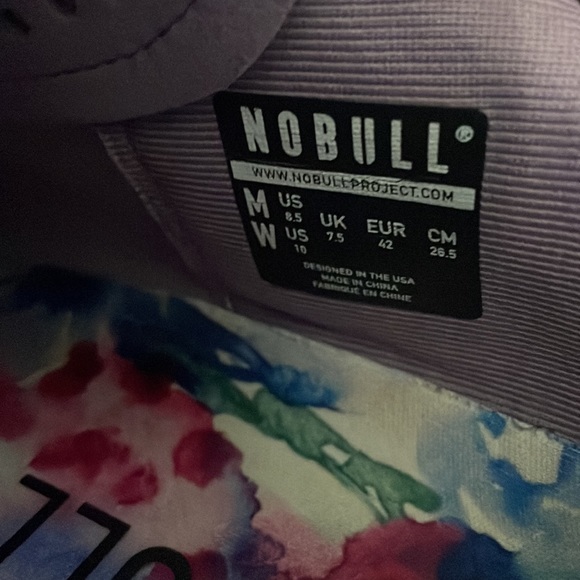 NOBULL®
WWW.NOBULLPROJECT.COM
M US 8.5 UK 7.5 EUR 42 CM 26.5
W US 10
DESIGNED IN THE USA
MADE IN CHINA
FABRIQUÉ EN CHINE